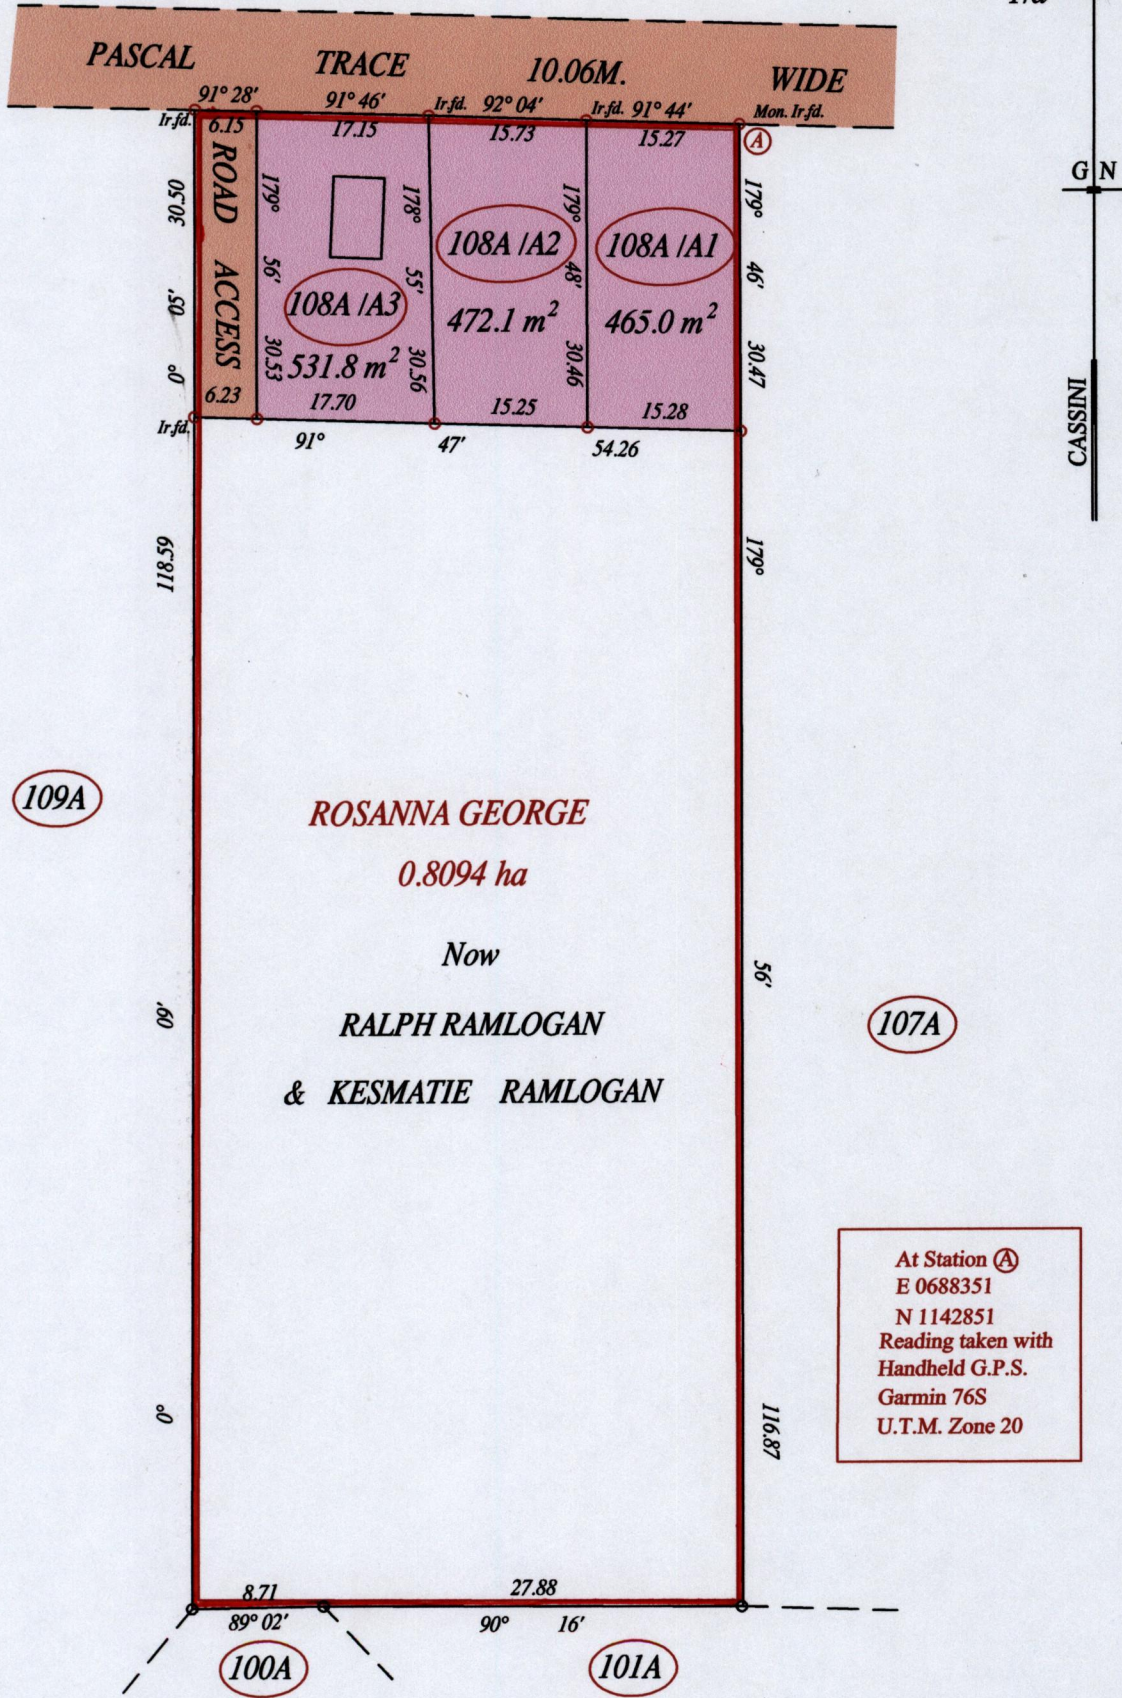 PASCAL TRACE 10.06M. WIDE
91° 28' 91° 46' Ir.fd. 92° 04' Ir.fd. 91° 44' Mon. Ir.fd.
Ir.fd. 6.15 17.15 15.73 15.27 A
G N
ROAD ACCESS
30.50
05'
0°
179°
56'
30.53
178°
55'
30.56
179°
48'
30.46
179°
46'
30.47
108A /A3
531.8 m²
108A /A2
472.1 m²
108A /A1
465.0 m²
CASSINI
6.23 17.70 15.25 15.28
Ir.fd. 91° 47' 54.26
118.59
09'
0°
179°
56'
116.87
109A
ROSANNA GEORGE
0.8094 ha
Now
RALPH RAMLOGAN
& KESMATIE RAMLOGAN
107A
At Station A
E 0688351
N 1142851
Reading taken with
Handheld G.P.S.
Garmin 76S
U.T.M. Zone 20
8.71 27.88
89° 02' 90° 16'
100A 101A